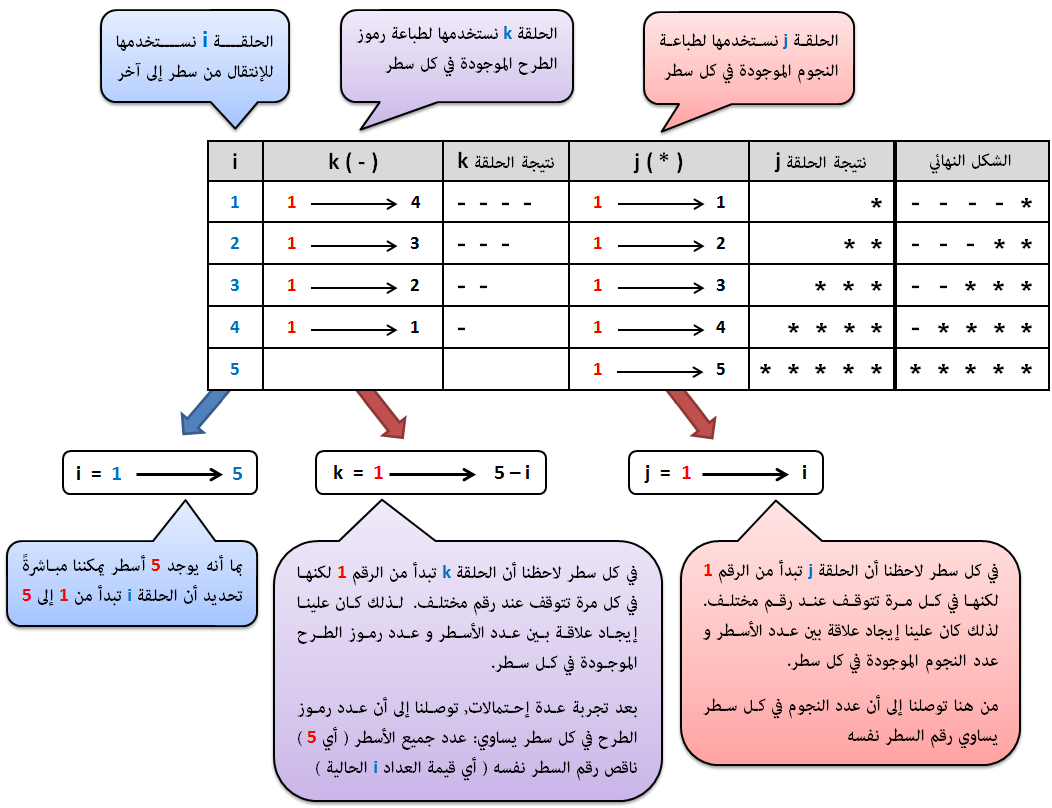 الحلقة i نستخدمها
للإنتقال من سطر إلى آخر
الحلقة k نستخدمها لطباعة رموز
الطرح الموجودة في كل سطر
الحلقة j نستخدمها لطباعة
النجوم الموجودة في كل سطر
i k ( - ) نتيجة الحلقة k j ( * ) نتيجة الحلقة j الشكل النهائي
1 1 4 - - - - 1 1 * - - - - *
2 1 3 - - - 1 2 * * - - - * *
3 1 2 - - 1 3 * * * - - * * *
4 1 1 - 1 4 * * * * - * * * *
5 1 5 * * * * * * * * * *
i = 1 5
k = 1 5 – i
j = 1 i
بما أنه يوجد 5 أسطر يمكننا مباشرةً
تحديد أن الحلقة i تبدأ من 1 إلى 5
في كل سطر لاحظنا أن الحلقة k تبدأ من الرقم 1 لكنها
في كل مرة تتوقف عند رقم مختلف. لذلك كان علينا
إيجاد علاقة بين عدد الأسطر و عدد رموز الطرح
الموجودة في كل سطر.
بعد تجربة عدة إحتمالات, توصلنا إلى أن عدد رموز
الطرح في كل سطر يساوي: عدد جميع الأسطر ( أي 5 )
ناقص رقم السطر نفسه ( أي قيمة العداد i الحالية )
في كل سطر لاحظنا أن الحلقة j تبدأ من الرقم 1
لكنها في كل مرة تتوقف عند رقم مختلف.
لذلك كان علينا إيجاد علاقة بين عدد الأسطر و
عدد النجوم الموجودة في كل سطر.
من هنا توصلنا إلى أن عدد النجوم في كل سطر
يساوي رقم السطر نفسه